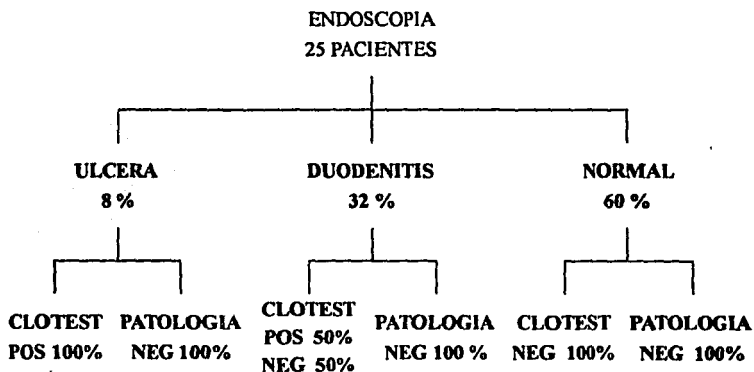 ENDOSCOPIA
25 PACIENTES
ULCERA
8 %
DUODENITIS
32 %
NORMAL
60 %
CLOTEST
POS 100%
PATOLOGIA
NEG 100%
CLOTEST
POS 50%
NEG 50%
PATOLOGIA
NEG 100 %
CLOTEST
NEG 100%
PATOLOGIA
NEG 100%